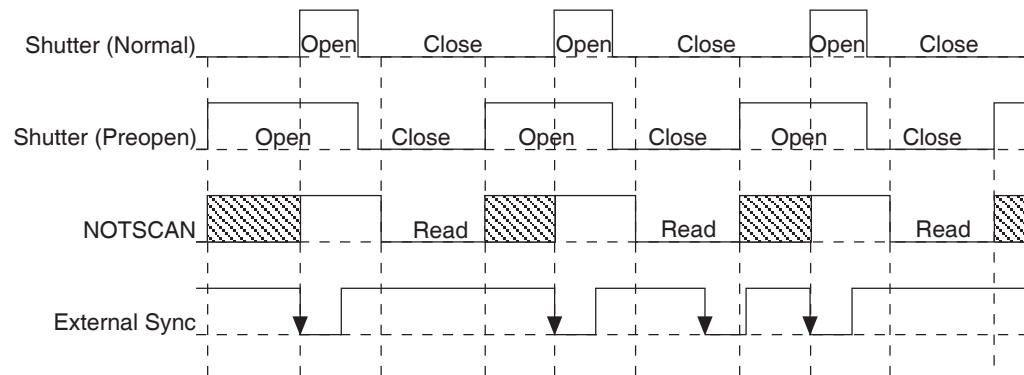 Shutter (Normal) Open Close Open Close Open Close
Shutter (Preopen) Open Close Open Close Open Close
NOTSCAN Read Read Read
External Sync